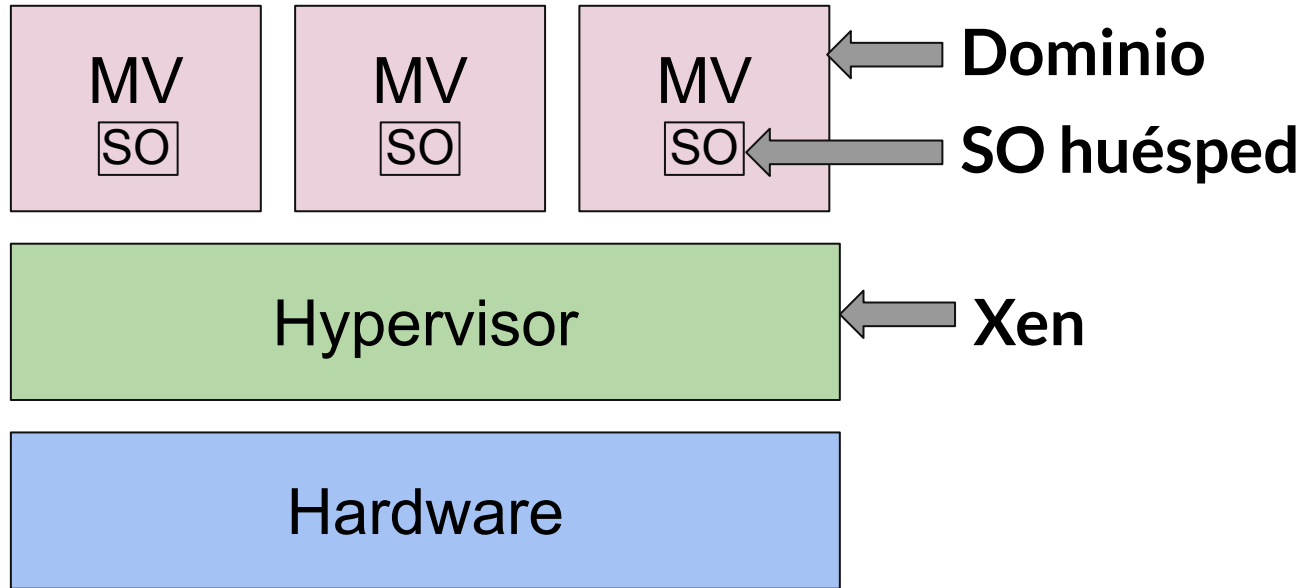 MV
SO
MV
SO
MV
SO
Dominio
SO huésped
Hypervisor
Xen
Hardware